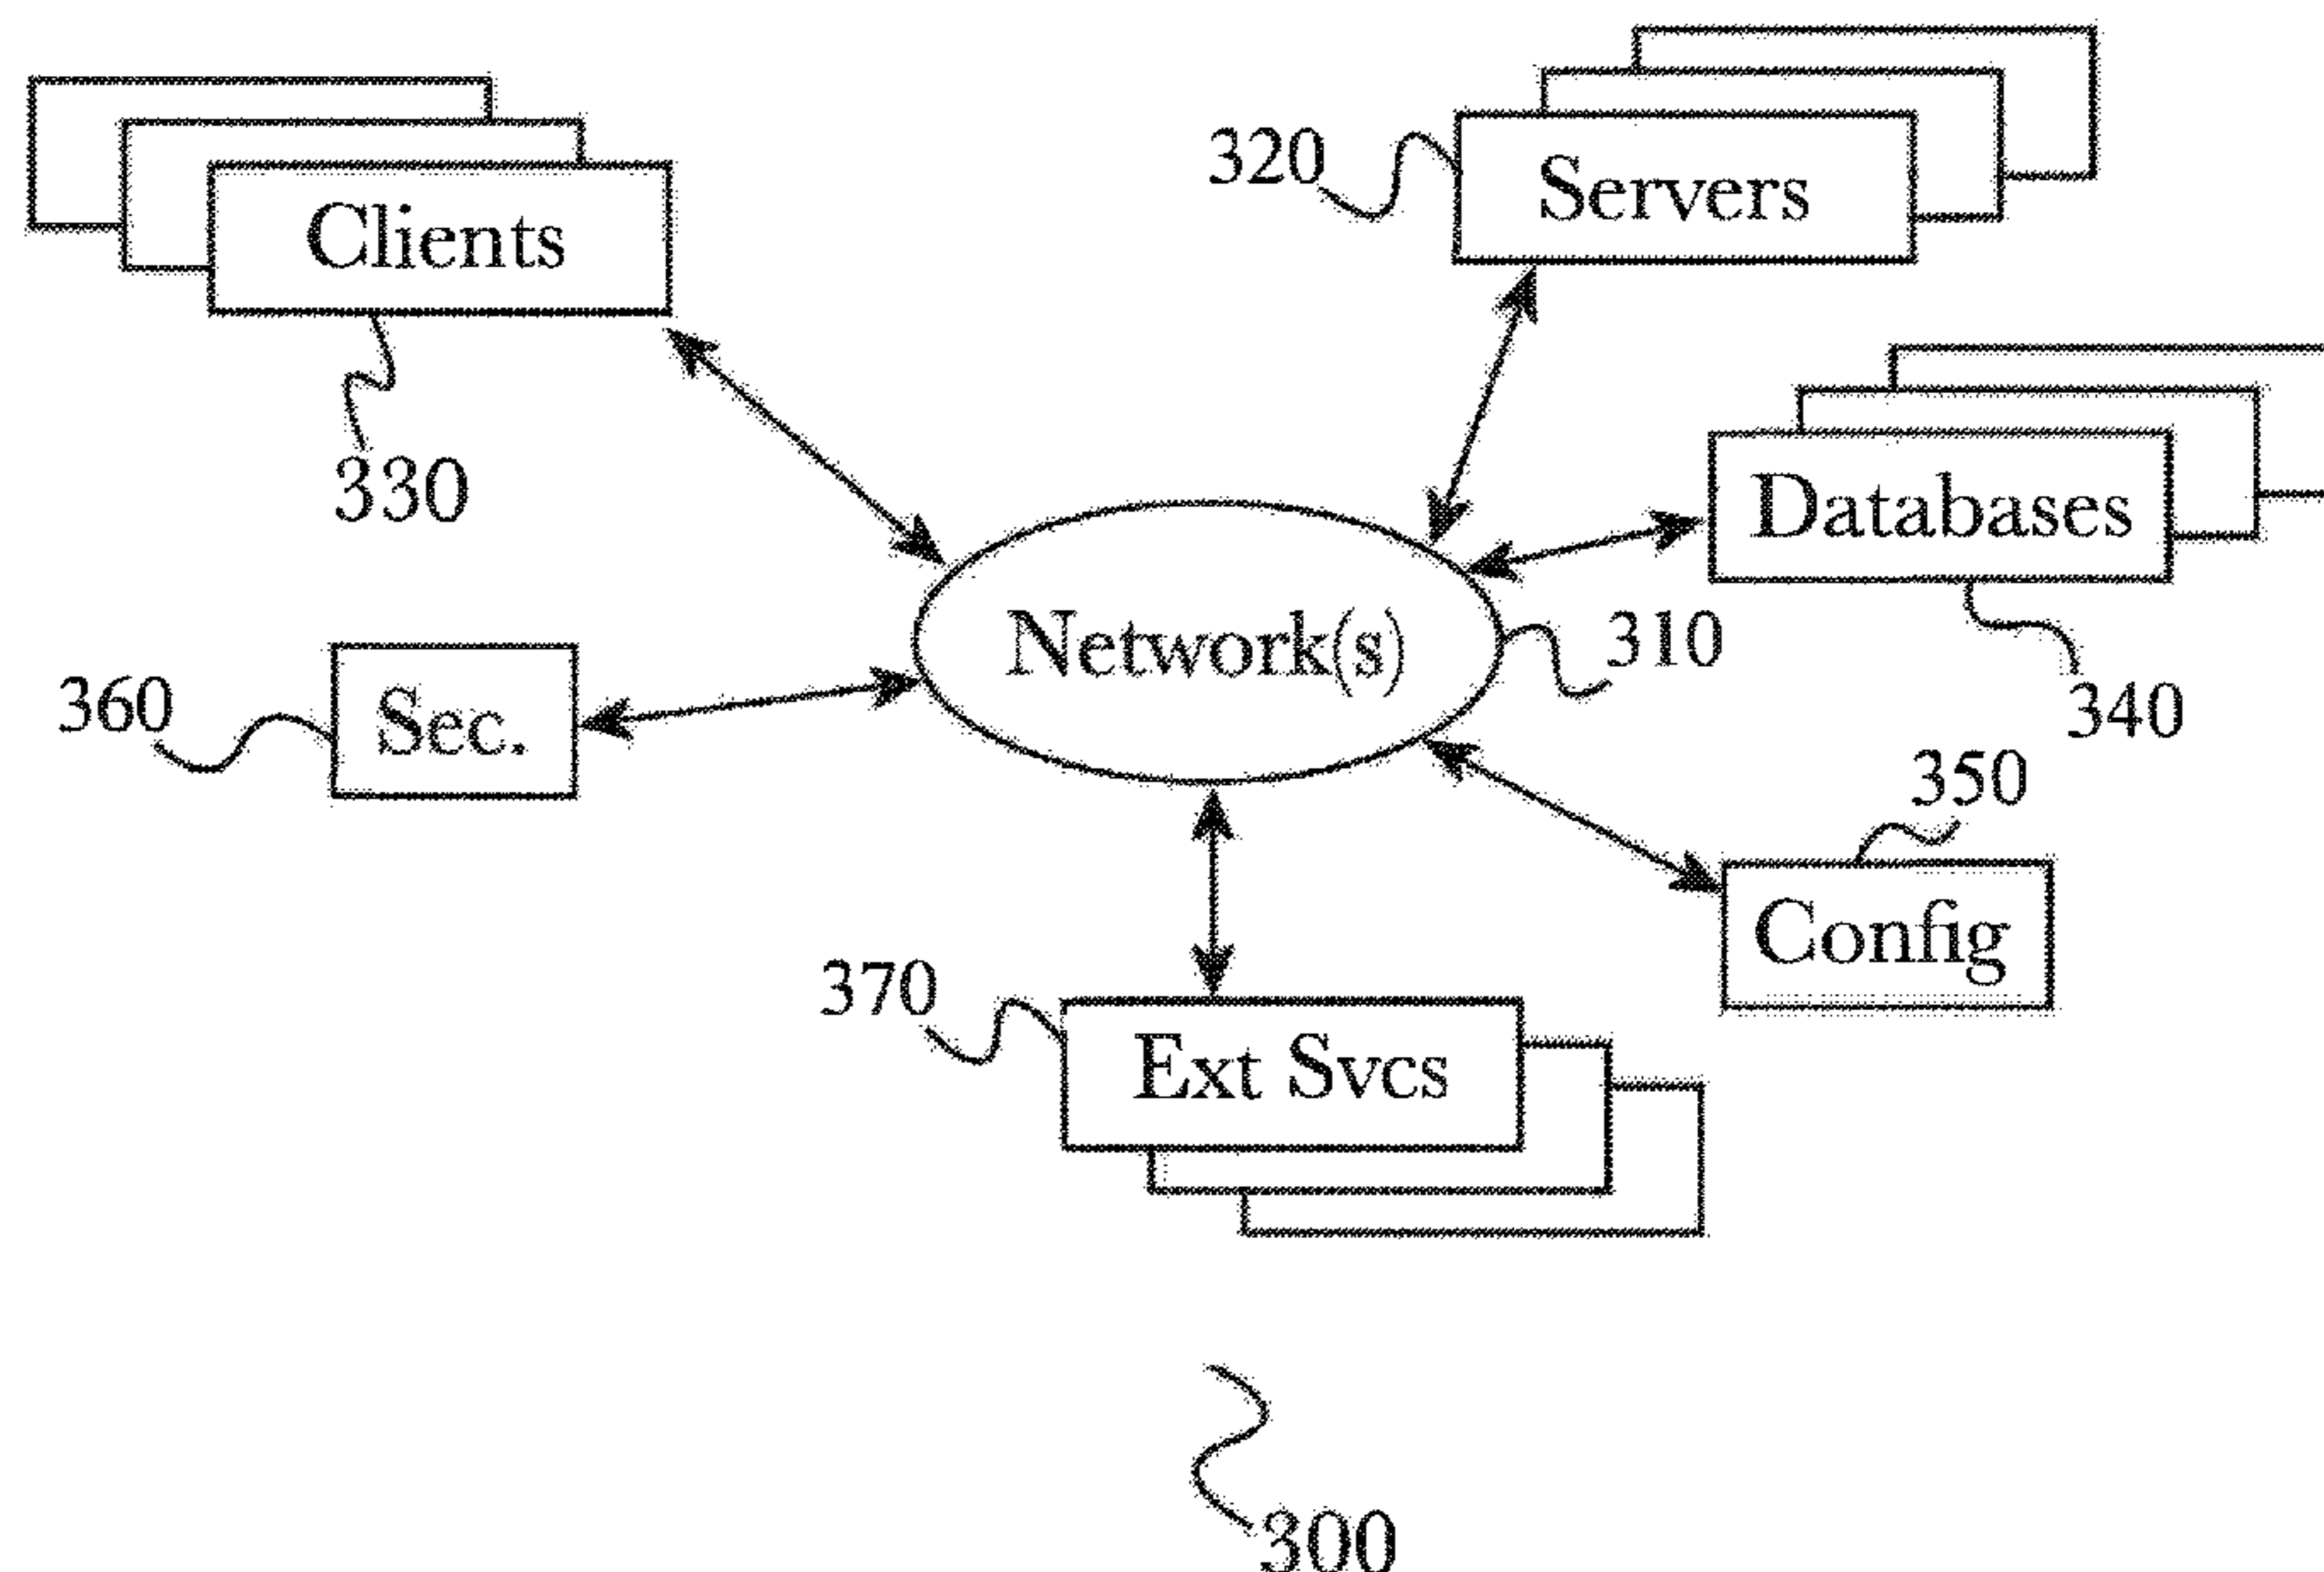 320
Servers
Clients
330
Databases
Network(s)
310
360
Sec.
340
350
Config
370
Ext Svcs
300